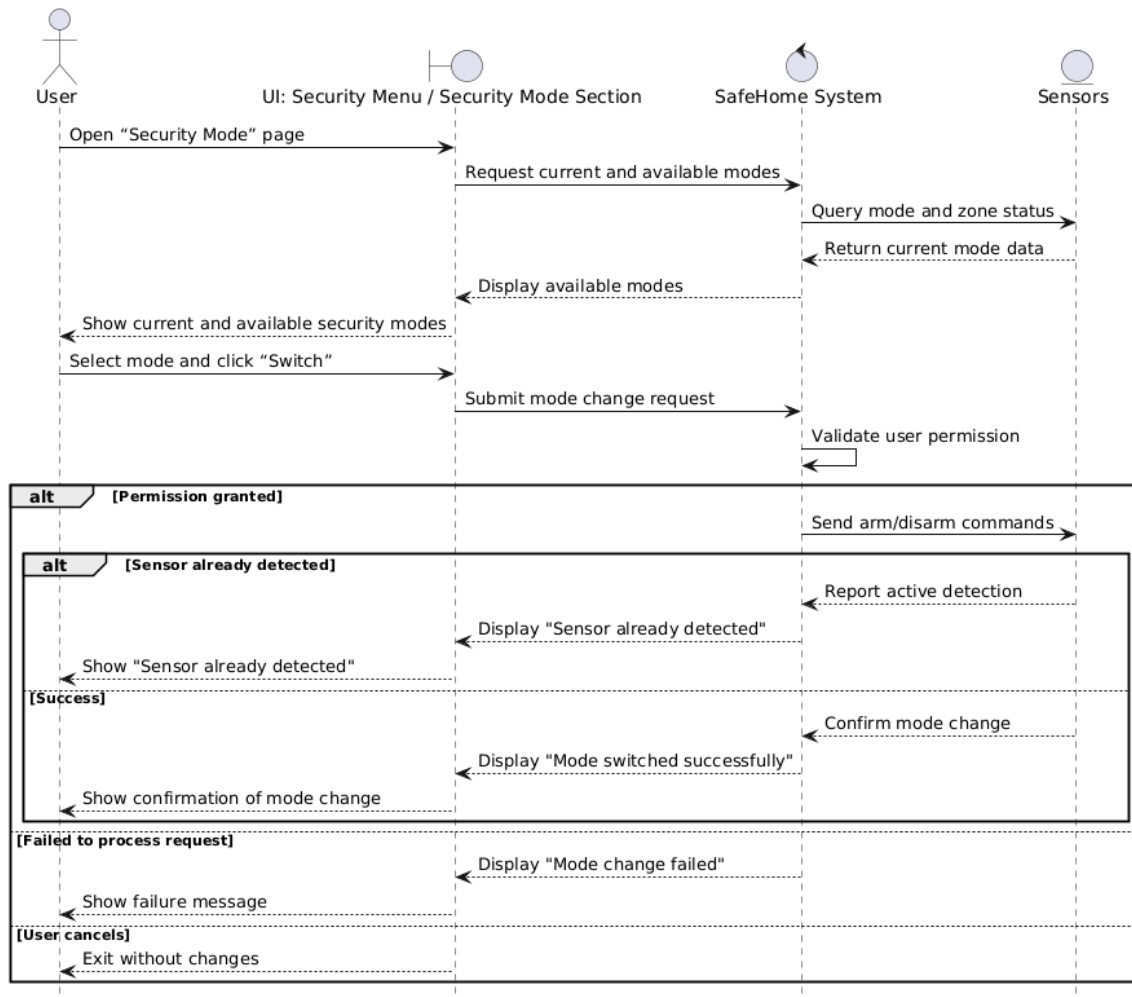 User
UI: Security Menu / Security Mode Section
SafeHome System
Sensors
Open “Security Mode” page
Request current and available modes
Query mode and zone status
Return current mode data
Display available modes
Show current and available security modes
Select mode and click “Switch”
Submit mode change request
Validate user permission
alt [Permission granted]
Send arm/disarm commands
alt [Sensor already detected]
Report active detection
Display "Sensor already detected"
Show "Sensor already detected"
[Success]
Confirm mode change
Display "Mode switched successfully"
Show confirmation of mode change
[Failed to process request]
Display "Mode change failed"
Show failure message
[User cancels]
Exit without changes